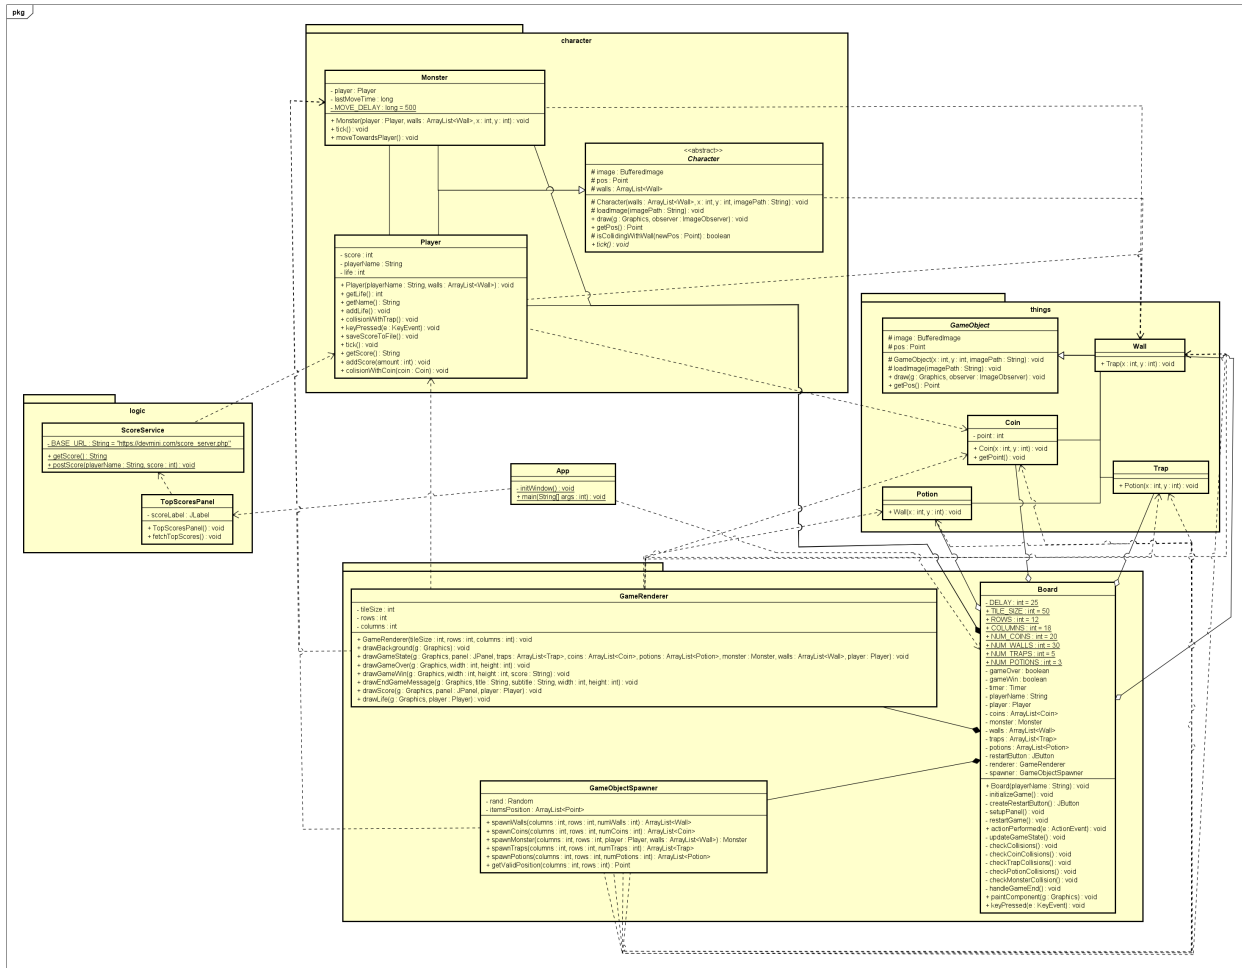 pkg
character
Monster
- player : Player
- lastMoveTime : long
- MOVE_DELAY : long = 500
+ Monster(player : Player, walls : ArrayList<Wall>, x : int, y : int) : void
+ tick() : void
+ moveTowardsPlayer() : void
<<abstract>>
Character
# image : BufferedImage
# pos : Point
# walls : ArrayList<Wall>
# Character(walls : ArrayList<Wall>, x : int, y : int, imagePath : String) : void
# loadImage(imagePath : String) : void
+ draw(g : Graphics, observer : ImageObserver) : void
+ getPos() : Point
# isCollidingWithWall(newPos : Point) : boolean
+ tick() : void
Player
- score : int
- playerName : String
- life : int
+ Player(playerName : String, walls : ArrayList<Wall>) : void
+ getLife() : int
+ getName() : String
+ addLife() : void
+ collisionWithTrap() : void
+ keyPressed(e : KeyEvent) : void
+ saveScoreToFile() : void
+ tick() : void
+ getScore() : String
+ addScore(amount : int) : void
+ colisionWithCoin(coin : Coin) : void
things
GameObject
# image : BufferedImage
# pos : Point
# GameObject(x : int, y : int, imagePath : String) : void
# loadImage(imagePath : String) : void
+ draw(g : Graphics, observer : ImageObserver) : void
+ getPos() : Point
Wall
+ Trap(x : int, y : int) : void
Coin
- point : int
+ Coin(x : int, y : int) : void
+ getPoint() : void
Trap
+ Potion(x : int, y : int) : void
Potion
+ Wall(x : int, y : int) : void
logic
ScoreService
- BASE_URL : String = "https://devmini.com/score_server.php"
+ getScore() : String
+ postScore(playerName : String, score : int) : void
TopScoresPanel
- scoreLabel : JLabel
+ TopScoresPanel() : void
+ fetchTopScores() : void
App
- initWindow() : void
+ main(String[] args : int) : void
GameRenderer
- tileSize : int
- rows : int
- columns : int
+ GameRenderer(tileSize : int, rows : int, columns : int) : void
+ drawBackground(g : Graphics) : void
+ drawGameState(g : Graphics, panel : JPanel, traps : ArrayList<Trap>, coins : ArrayList<Coin>, potions : ArrayList<Potion>, monster : Monster, walls : ArrayList<Wall>, player : Player) : void
+ drawGameOver(g : Graphics, width : int, height : int) : void
+ drawGameWin(g : Graphics, width : int, height : int, score : String) : void
+ drawEndGameMessage(g : Graphics, title : String, subtitle : String, width : int, height : int) : void
+ drawScore(g : Graphics, panel : JPanel, player : Player) : void
+ drawLife(g : Graphics, player : Player) : void
Board
- DELAY : int = 25
+ TILE_SIZE : int = 50
+ ROWS : int = 12
+ COLUMNS : int = 18
+ NUM_COINS : int = 20
+ NUM_WALLS : int = 30
+ NUM_TRAPS : int = 5
+ NUM_POTIONS : int = 3
- gameOver : boolean
- gameWin : boolean
- timer : Timer
- playerName : String
- player : Player
- coins : ArrayList<Coin>
- monster : Monster
- walls : ArrayList<Wall>
- traps : ArrayList<Trap>
- potions : ArrayList<Potion>
- restartButton : JButton
- renderer : GameRenderer
- spawner : GameObjectSpawner
+ Board(playerName : String) : void
- initializeGame() : void
- createRestartButton() : JButton
- setupPanel() : void
- restartGame() : void
+ actionPerformed(e : ActionEvent) : void
- updateGameState() : void
- checkCollisions() : void
- checkCoinCollisions() : void
- checkTrapCollisions() : void
- checkPotionCollisions() : void
- checkMonsterCollision() : void
- handleGameEnd() : void
+ paintComponent(g : Graphics) : void
+ keyPressed(e : KeyEvent) : void
GameObjectSpawner
- rand : Random
- itemsPosition : ArrayList<Point>
+ spawnWalls(columns : int, rows : int, numWalls : int) : ArrayList<Wall>
+ spawnCoins(columns : int, rows : int, numCoins : int) : ArrayList<Coin>
+ spawnMonster(columns : int, rows : int, player : Player, walls : ArrayList<Wall>) : Monster
+ spawnTraps(columns : int, rows : int, numTraps : int) : ArrayList<Trap>
+ spawnPotions(columns : int, rows : int, numPotions : int) : ArrayList<Potion>
+ getValidPosition(columns : int, rows : int) : Point